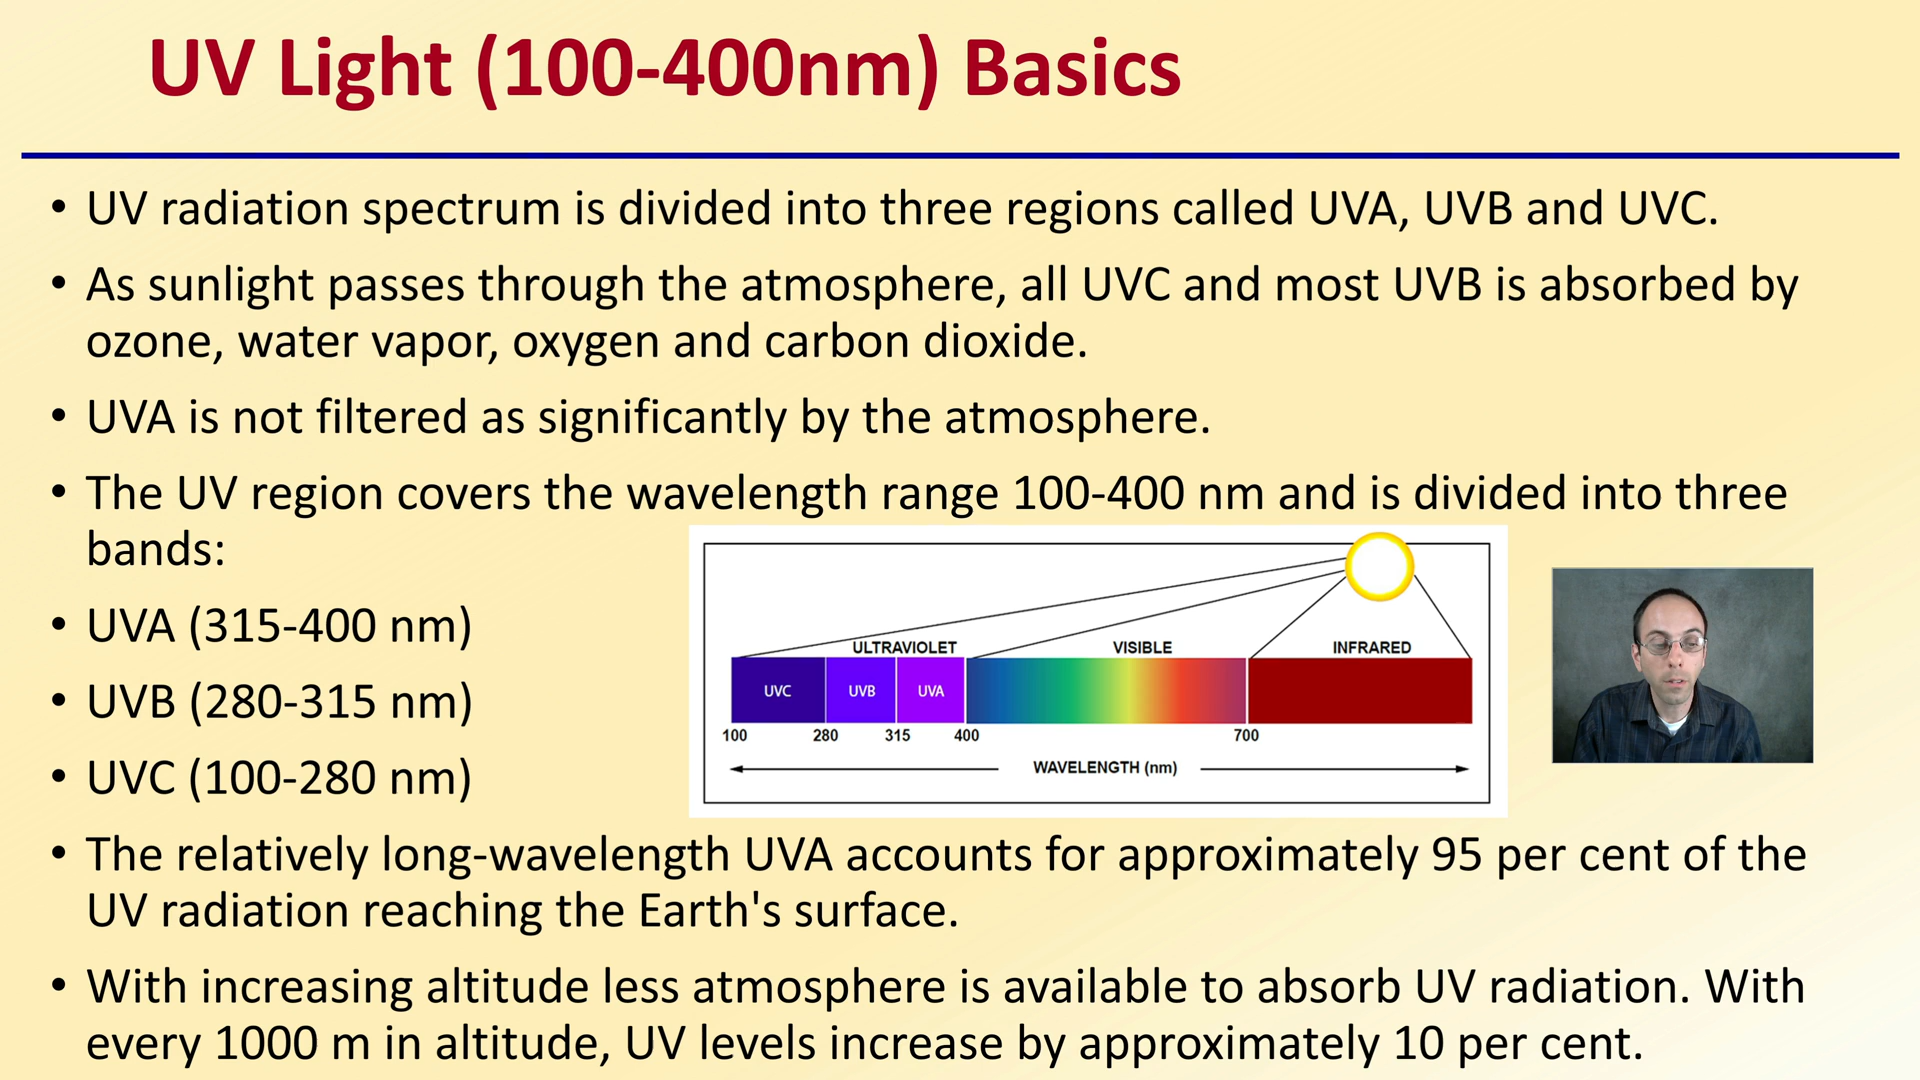 UV Light (100-400nm) Basics
• UV radiation spectrum is divided into three regions called UVA, UVB and UVC.
• As sunlight passes through the atmosphere, all UVC and most UVB is absorbed by
ozone, water vapor, oxygen and carbon dioxide.
• UVA is not filtered as significantly by the atmosphere.
• The UV region covers the wavelength range 100-400 nm and is divided into three
bands:
• UVA (315-400 nm)
• UVB (280-315 nm)
• UVC (100-280 nm)
ULTRAVIOLET VISIBLE INFRARED
UVC UVB UVA
100 280 315 400 700
WAVELENGTH (nm)
• The relatively long-wavelength UVA accounts for approximately 95 per cent of the
UV radiation reaching the Earth's surface.
• With increasing altitude less atmosphere is available to absorb UV radiation. With
every 1000 m in altitude, UV levels increase by approximately 10 per cent.